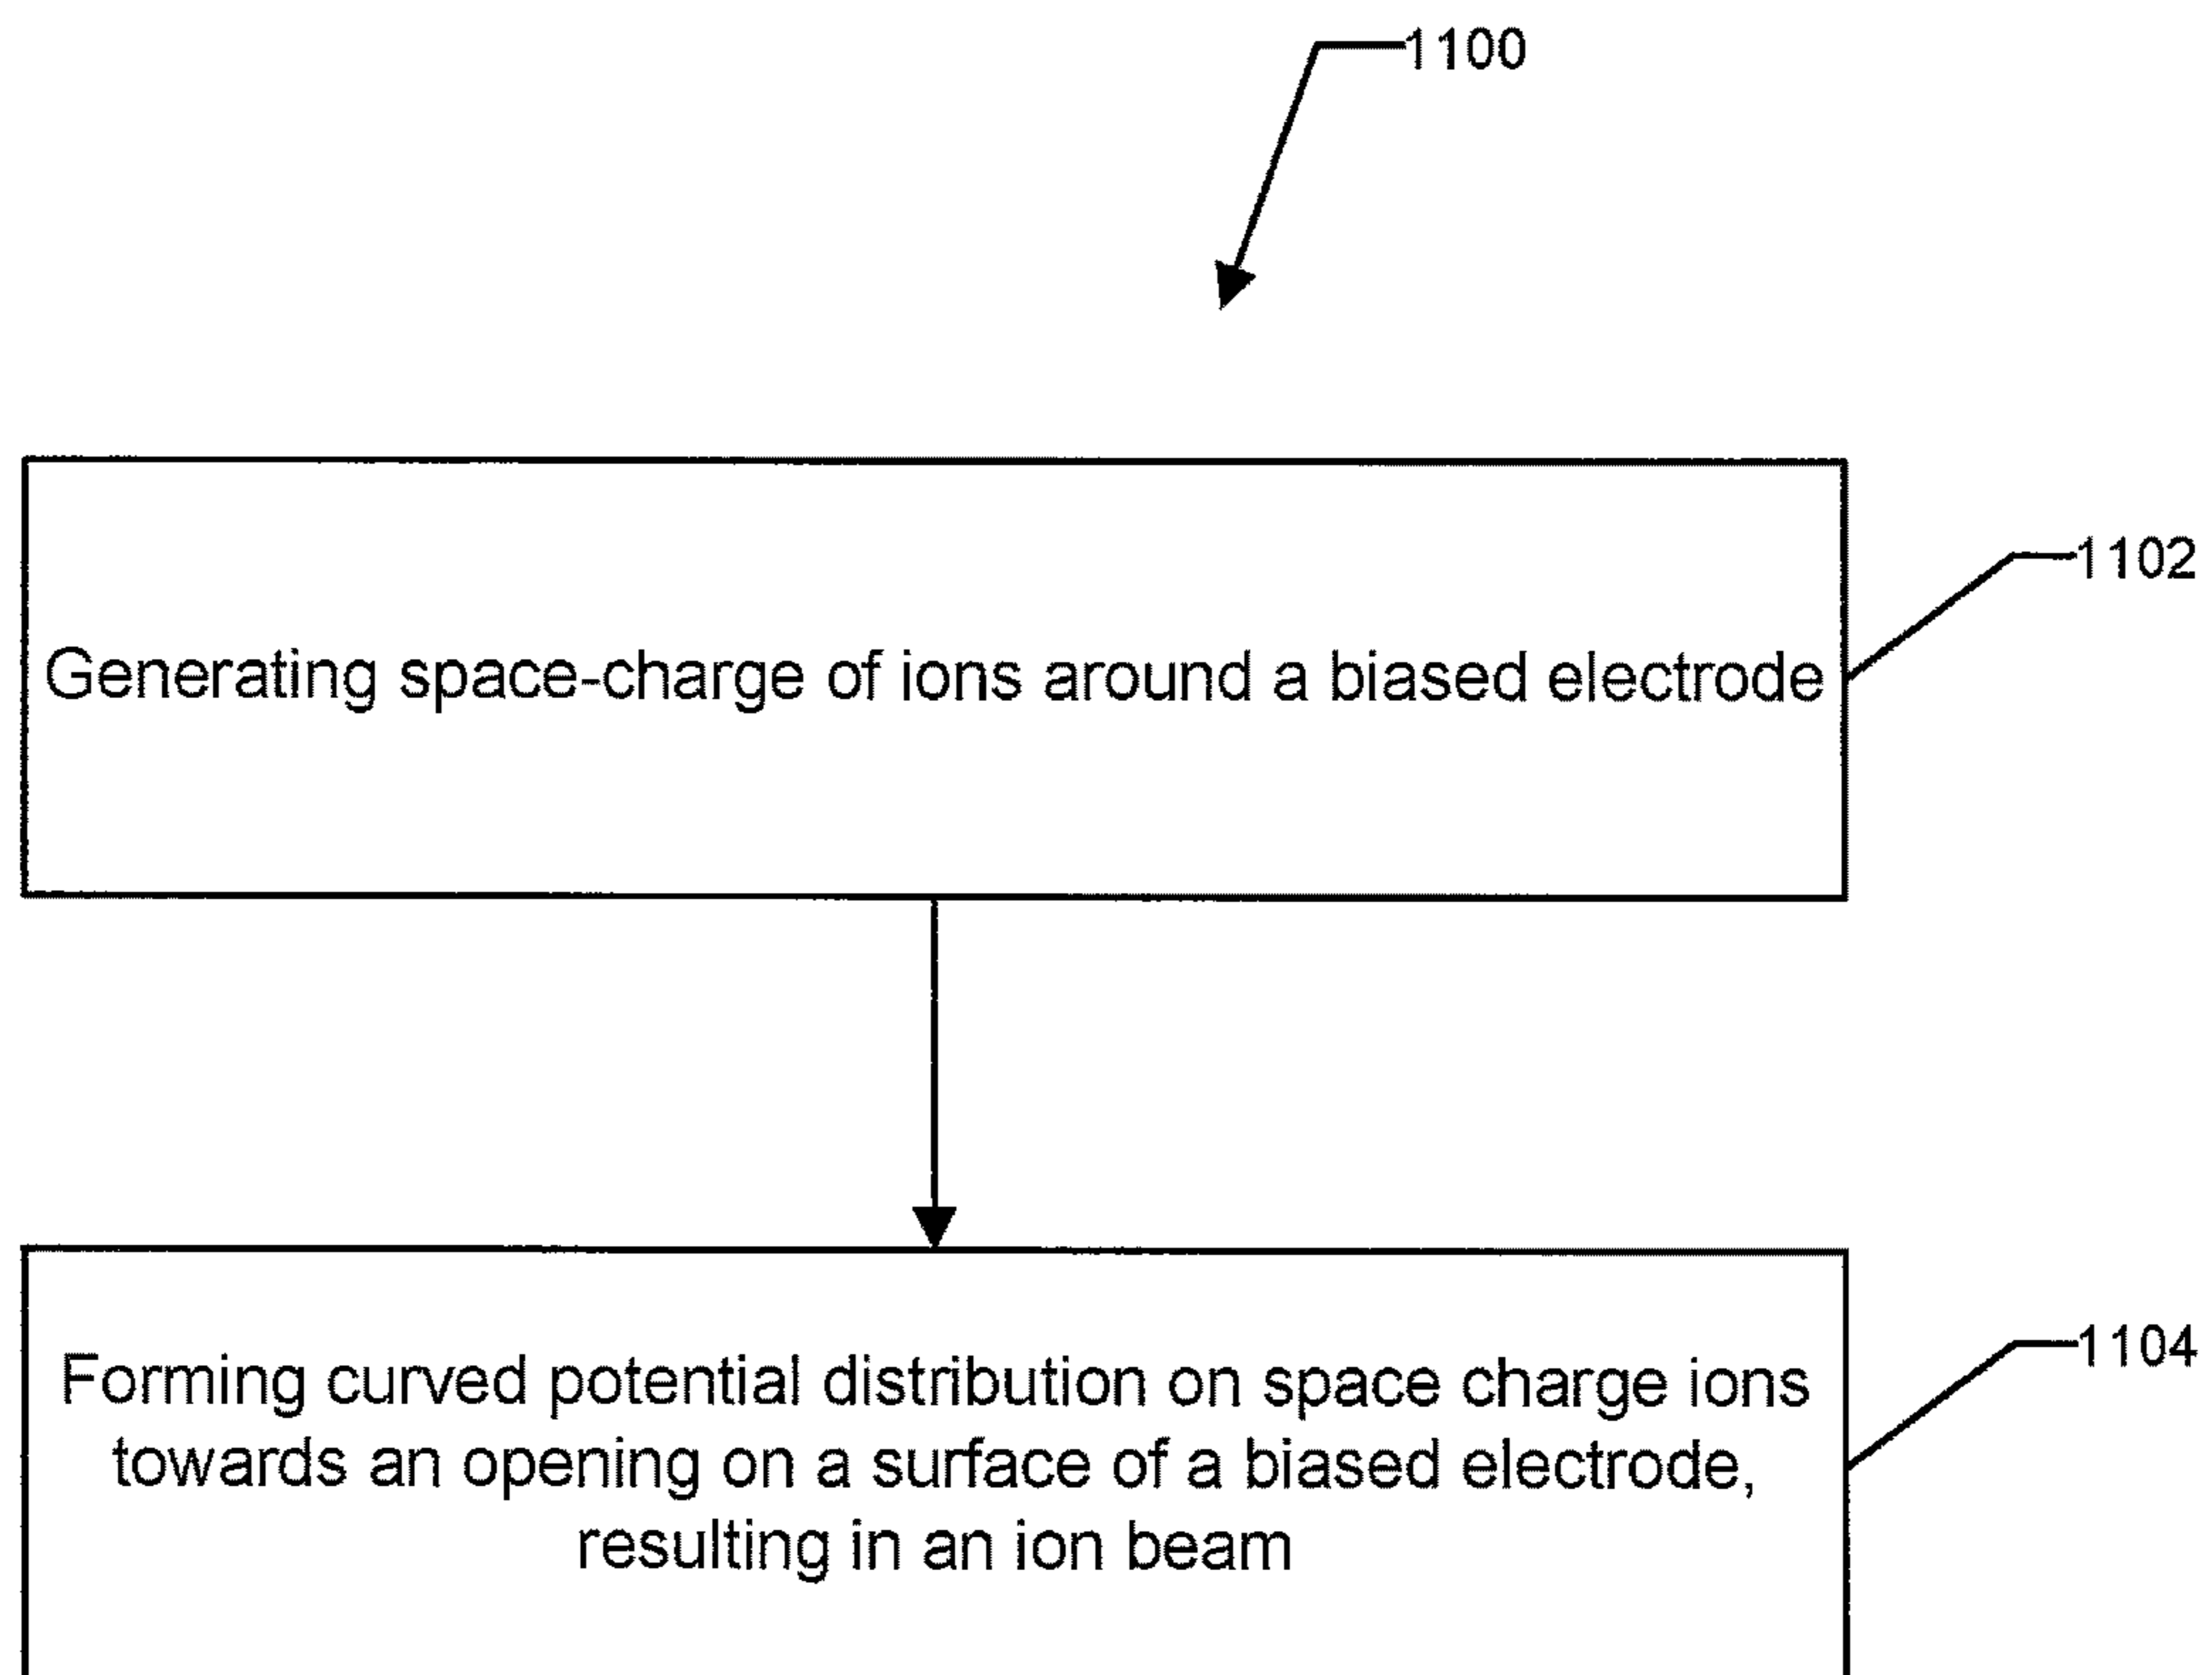 1100
1102
Generating space-charge of ions around a biased electrode
1104
Forming curved potential distribution on space charge ions
towards an opening on a surface of a biased electrode,
resulting in an ion beam